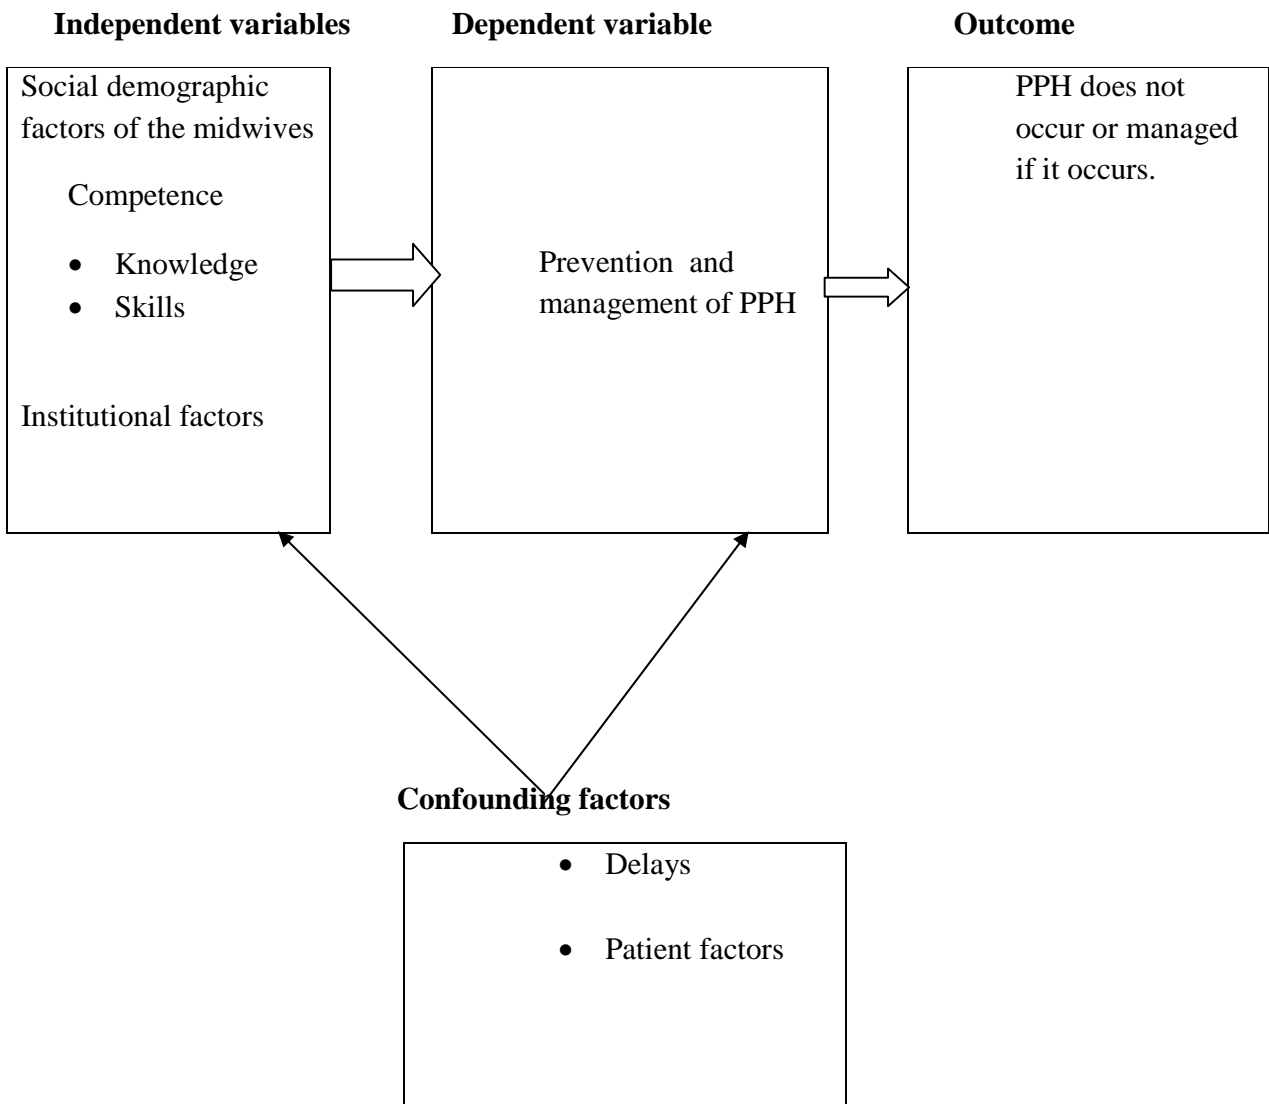 Independent variables
Dependent variable
Outcome
Social demographic
factors of the midwives
Competence
• Knowledge
• Skills
Institutional factors
Prevention and
management of PPH
PPH does not
occur or managed
if it occurs.
Confounding factors
• Delays
• Patient factors